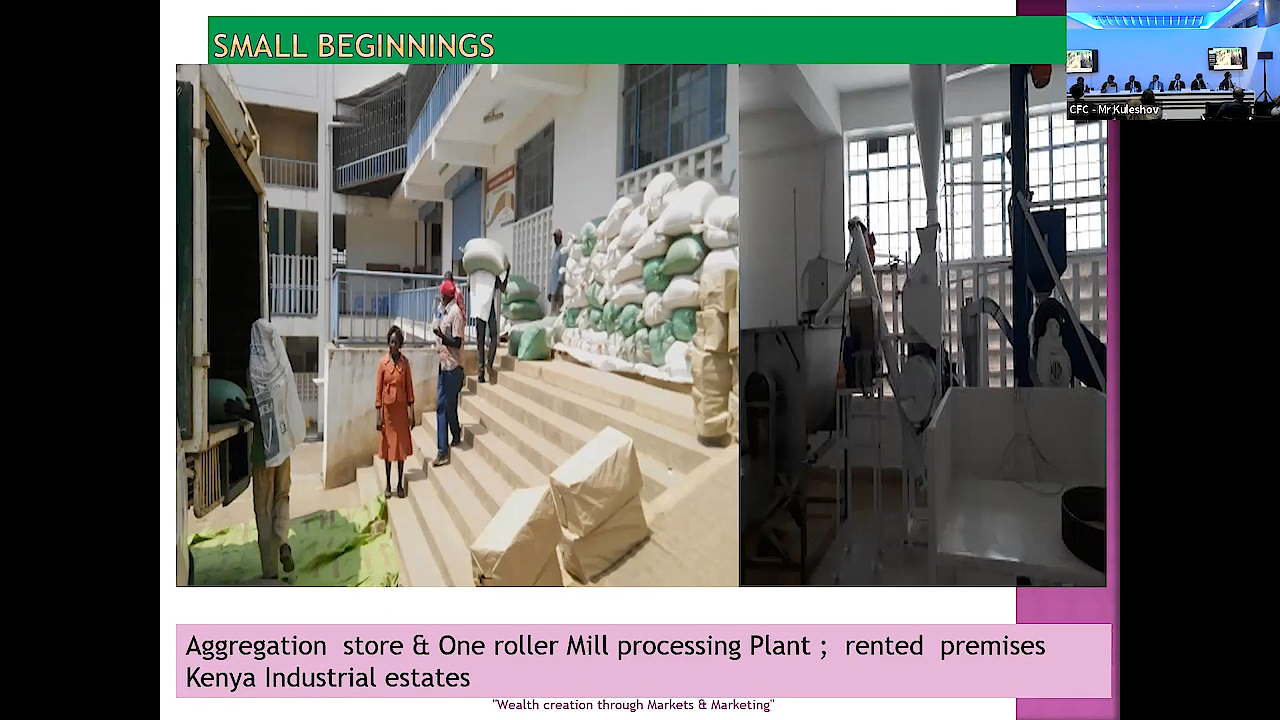 SMALL BEGINNINGS
CFC - Mr Kuleshov
Aggregation store & One roller Mill processing Plant ; rented premises
Kenya Industrial estates
"Wealth creation through Markets & Marketing"